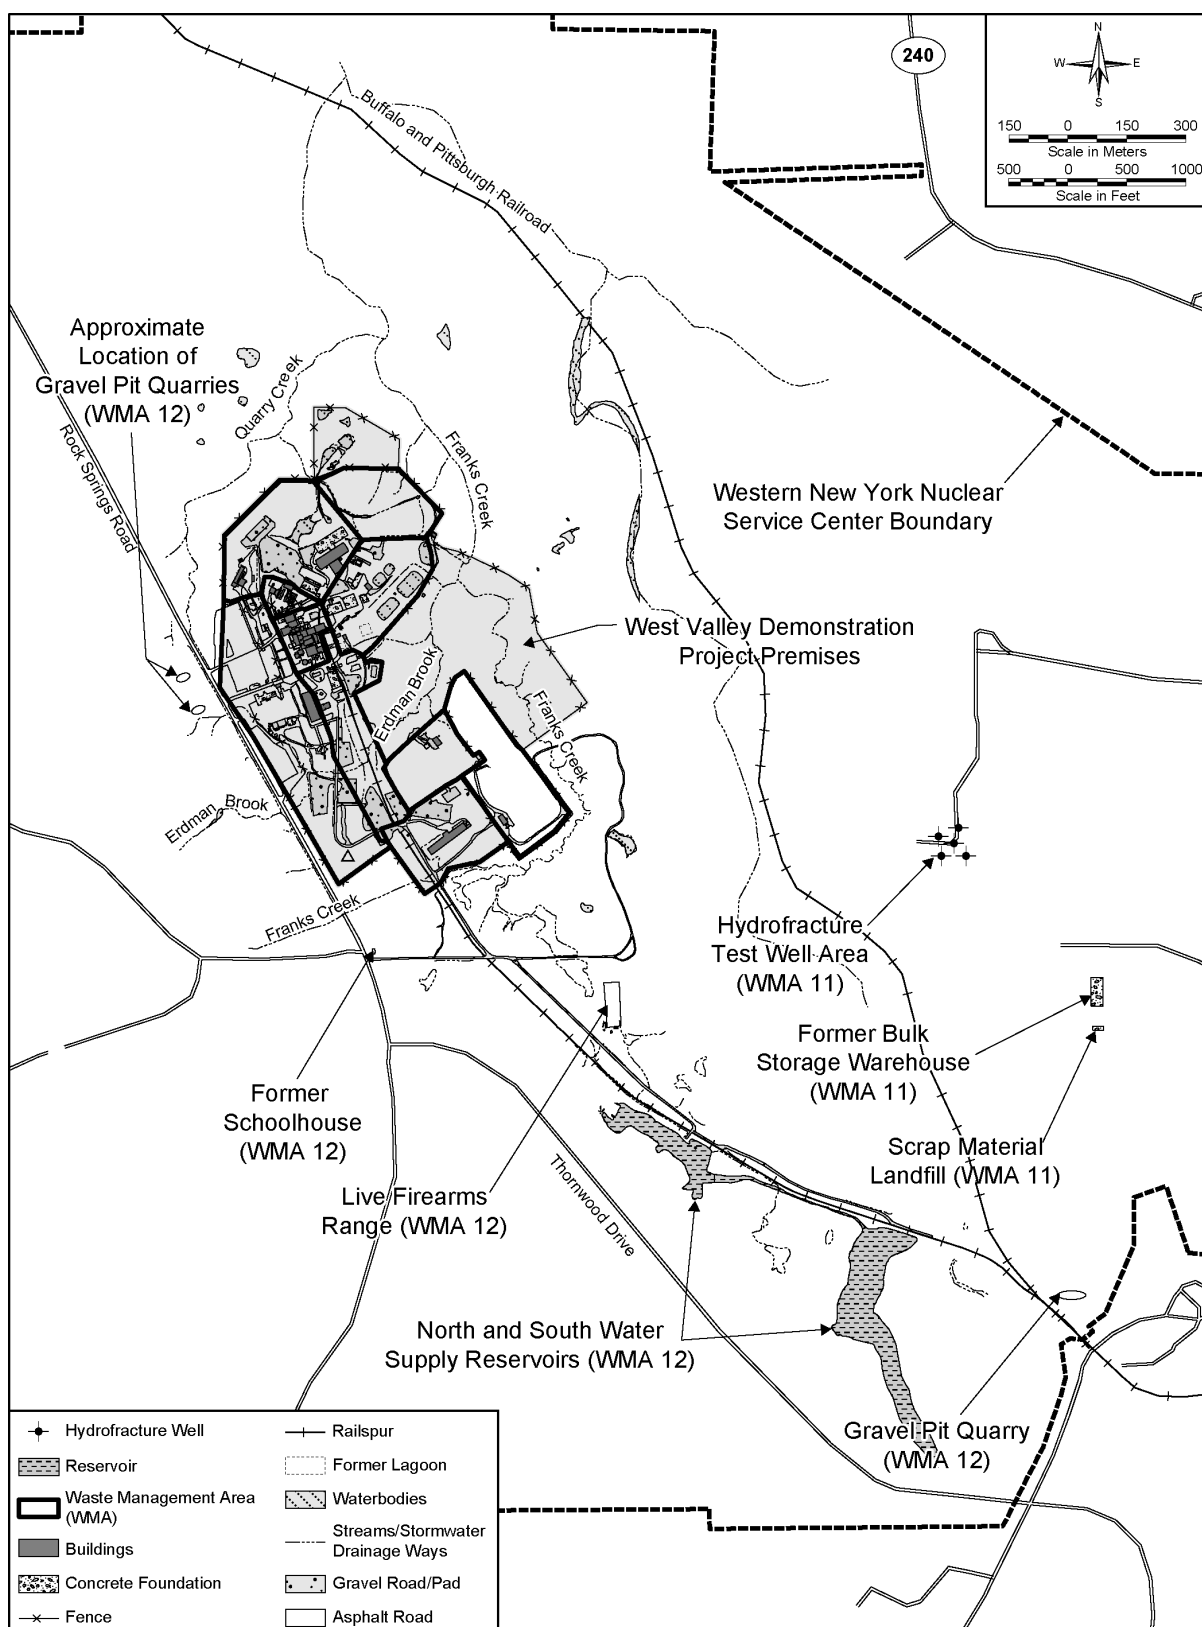 240
N
W E
S
150 0 150 300
Scale in Meters
500 0 500 1000
Scale in Feet
Buffalo and Pittsburgh Railroad
Approximate
Location of
Gravel Pit Quarries
(WMA 12)
Quarry Creek
Rock Springs Road
Franks Creek
Western New York Nuclear
Service Center Boundary
West Valley Demonstration
Project Premises
Erdman Brook
Franks Creek
Erdman Brook
Franks Creek
Hydrofracture
Test Well Area
(WMA 11)
Former Bulk
Storage Warehouse
(WMA 11)
Former
Schoolhouse
(WMA 12)
Scrap Material
Landfill (WMA 11)
Live Firearms
Range (WMA 12)
Thornwood Drive
North and South Water
Supply Reservoirs (WMA 12)
Gravel Pit Quarry
(WMA 12)
Hydrofracture Well
Reservoir
Waste Management Area
(WMA)
Buildings
Concrete Foundation
Fence
Railspur
Former Lagoon
Waterbodies
Streams/Stormwater
Drainage Ways
Gravel Road/Pad
Asphalt Road